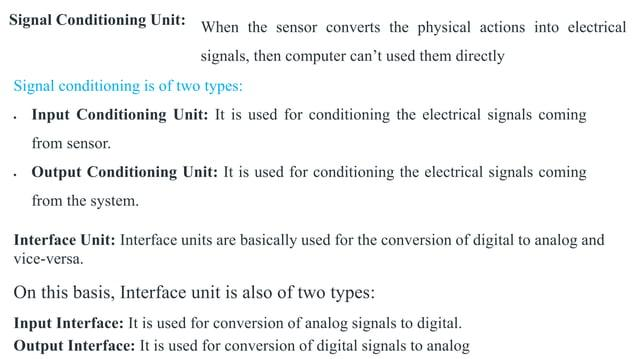 Signal Conditioning Unit: When the sensor converts the physical actions into electrical
signals, then computer can’t used them directly
Signal conditioning is of two types:
• Input Conditioning Unit: It is used for conditioning the electrical signals coming
from sensor.
• Output Conditioning Unit: It is used for conditioning the electrical signals coming
from the system.
Interface Unit: Interface units are basically used for the conversion of digital to analog and
vice-versa.
On this basis, Interface unit is also of two types:
Input Interface: It is used for conversion of analog signals to digital.
Output Interface: It is used for conversion of digital signals to analog